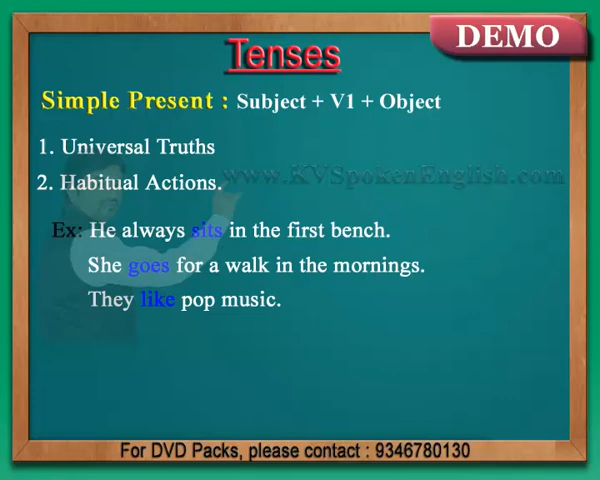 DEMO
Tenses
Simple Present : Subject + V1 + Object
1. Universal Truths
2. Habitual Actions.
www.KVSpokenEnglish.com
Ex: He always sits in the first bench.
She goes for a walk in the mornings.
They like pop music.
For DVD Packs, please contact : 9346780130